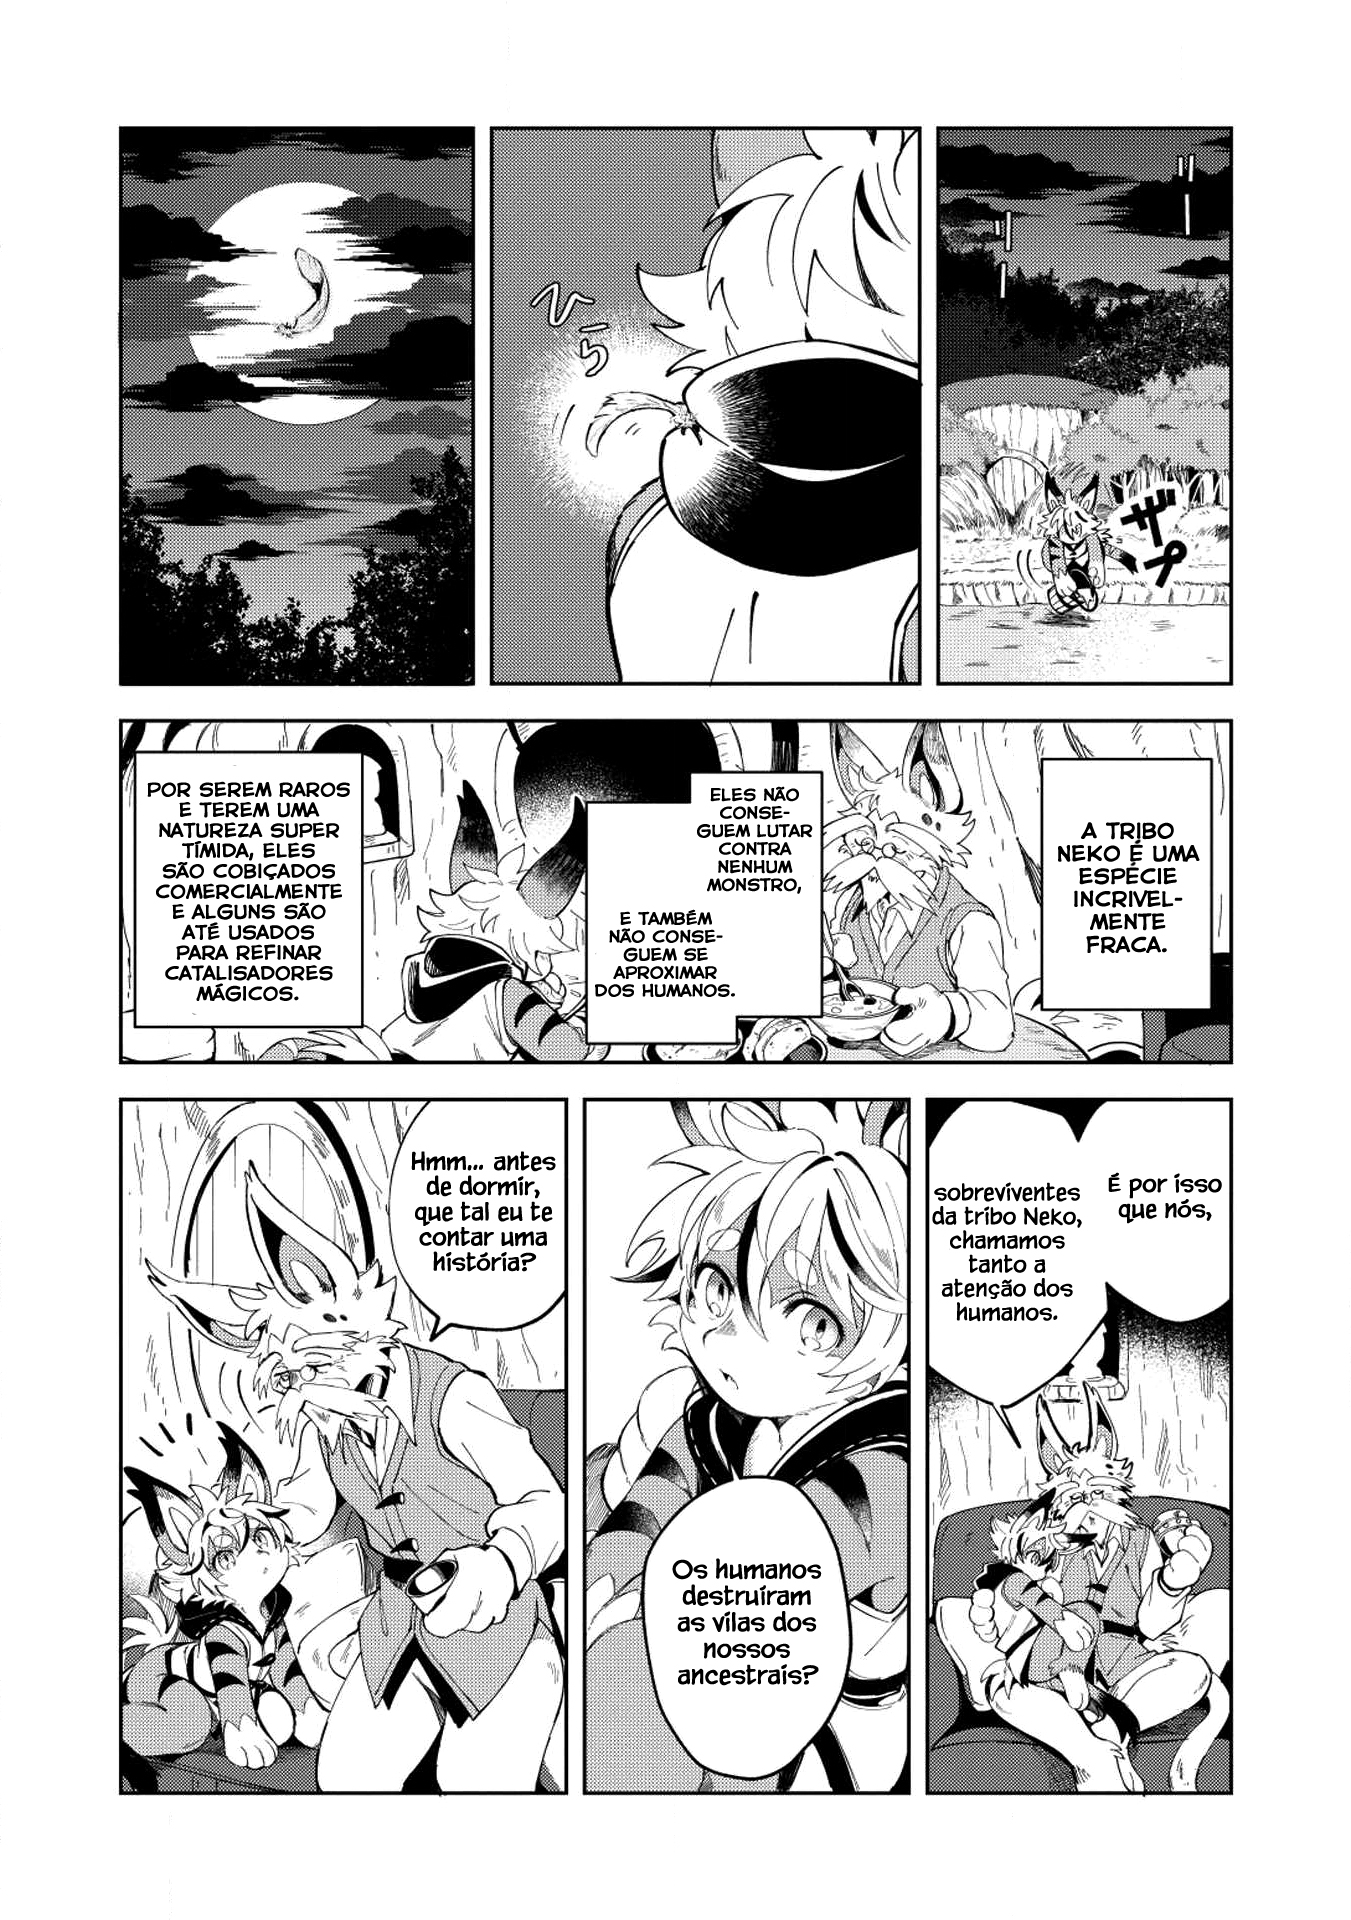 ザッ
ひらっ
A TRIBO
NEKO É UMA
ESPÉCIE
INCRIVEL-
MENTE
FRACA.
ELES NÃO
CONSE-
GUEM LUTAR
CONTRA
NENHUM
MONSTRO,
E TAMBÉM
NÃO CONSE-
GUEM SE
APROXIMAR
DOS HUMANOS.
POR SEREM RAROS
E TEREM UMA
NATUREZA SUPER
TÍMIDA, ELES
SÃO COBIÇADOS
COMERCIALMENTE
E ALGUNS SÃO
ATÉ USADOS
PARA REFINAR
CATALISADORES
MÁGICOS.
É por isso
que nós,
sobreviventes
da tribo Neko,
chamamos
tanto a
atenção dos
humanos.
Os humanos
destruíram
as vilas dos
nossos
ancestrais?
Hmm... antes
de dormir,
que tal eu te
contar uma
história?